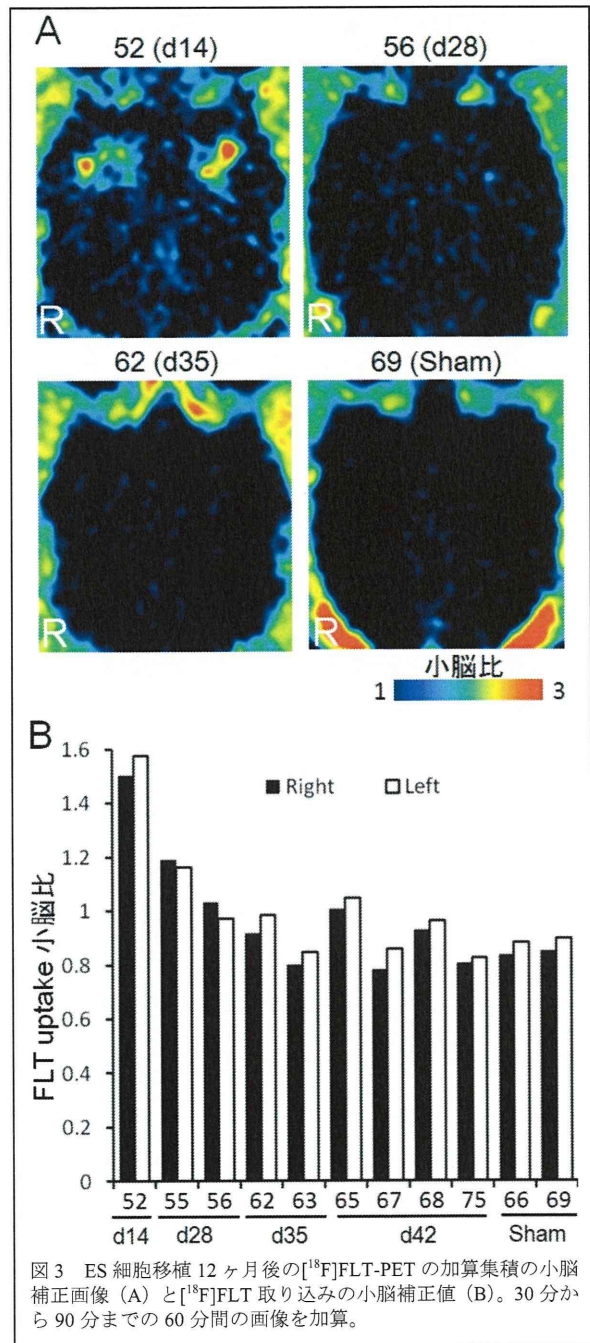 A
52 (d14)
56 (d28)
R
62 (d35)
69 (Sham)
R
R
小脳比
1
3
B
FLT uptake 小脳比
1.6
1.4
1.2
1
0.8
0.6
0.4
0.2
0
Right
Left
52 55 56 62 63 65 67 68 75 66 69
d14 d28 d35 d42 Sham
図3 ES 細胞移植 12 ヶ月後の[¹⁸F]FLT-PET の加算集積の小脳
補正画像（A）と[¹⁸F]FLT 取り込みの小脳補正値（B）。30 分か
ら 90 分までの 60 分間の画像を加算。